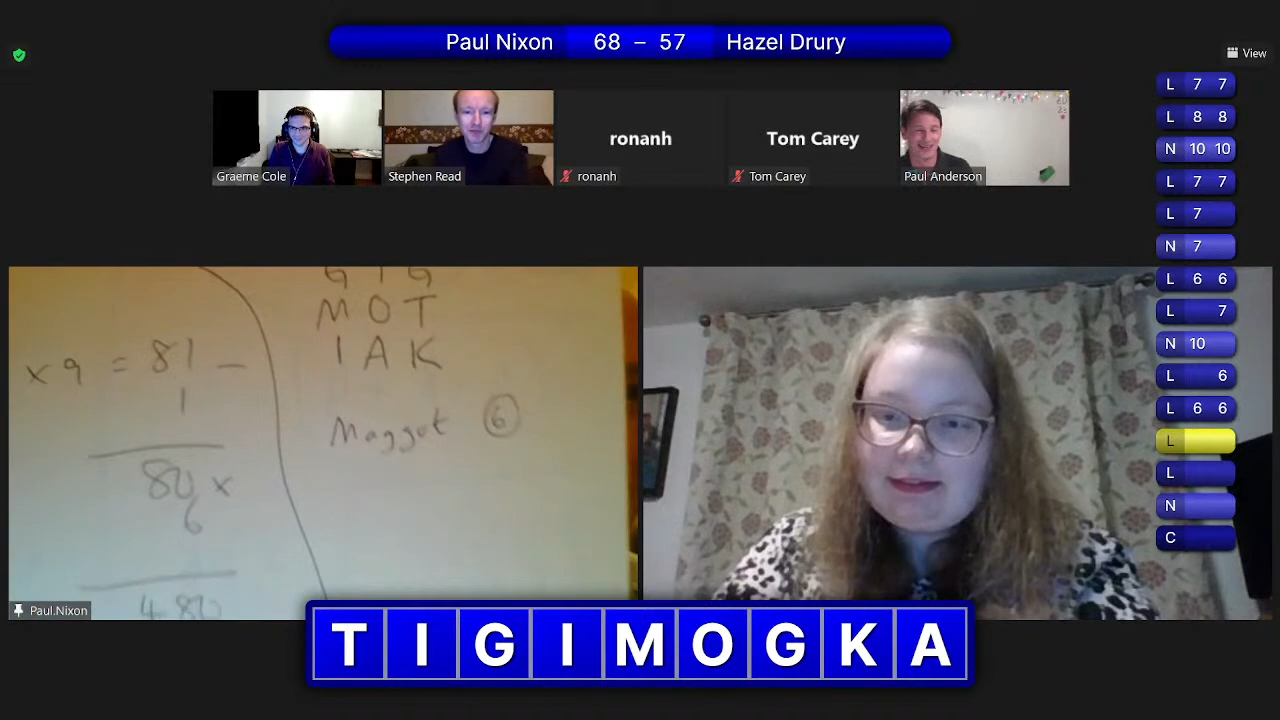 Paul Nixon 68 – 57 Hazel Drury
View
Graeme Cole
Stephen Read
ronanh
ronanh
Tom Carey
Tom Carey
Paul Anderson
L 7 7
L 8 8
N 10 10
L 7 7
L 7
N 7
L 6 6
L 7
N 10
L 6
L 6 6
L
L
N
C
G I G
M O T
I A K
Maggot 6
x 9 = 81 –
1
80 x
6
480
Paul.Nixon
T I G I M O G K A